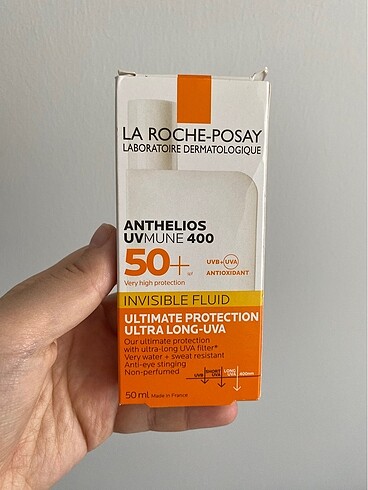 LA ROCHE-POSAY
LABORATOIRE DERMATOLOGIQUE
ANTHELIOS
UVMUNE 400
50+
Very high protection
UVB+UVA
ANTIOXIDANT
INVISIBLE FLUID
ULTIMATE PROTECTION
ULTRA LONG-UVA
Our ultimate protection
with ultra-long UVA filter*
Very water + sweat resistant
Anti-eye stinging
Non-perfumed
UVB SHORT UVA LONG UVA 400nm
50 ml Made in France